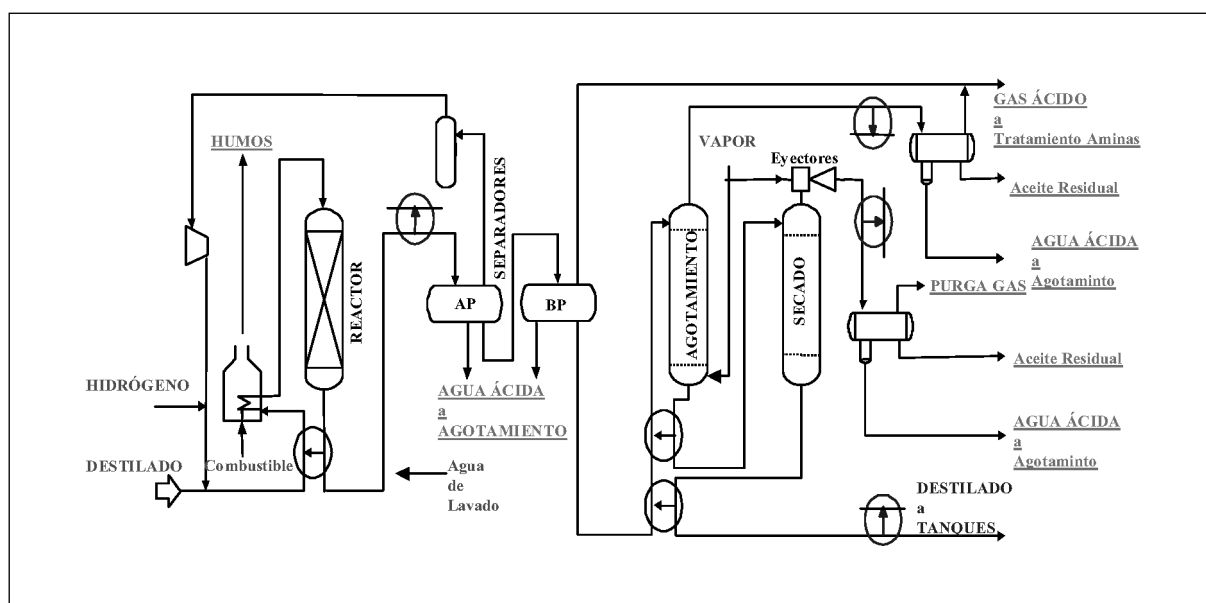 GAS ÁCIDO
a
Tratamiento Aminas
HUMOS
VAPOR
Eyectores
SEPARADORES
Aceite Residual
REACTOR
AGOTAMIENTO
SECADO
AGUA ÁCIDA
a
Agotaminto
PURGA GAS
AP
BP
Aceite Residual
HIDRÓGENO
AGUA ÁCIDA
a
AGOTAMIENTO
AGUA ÁCIDA
a
Agotaminto
DESTILADO
Combustible
Agua
de
Lavado
DESTILADO
a
TANQUES